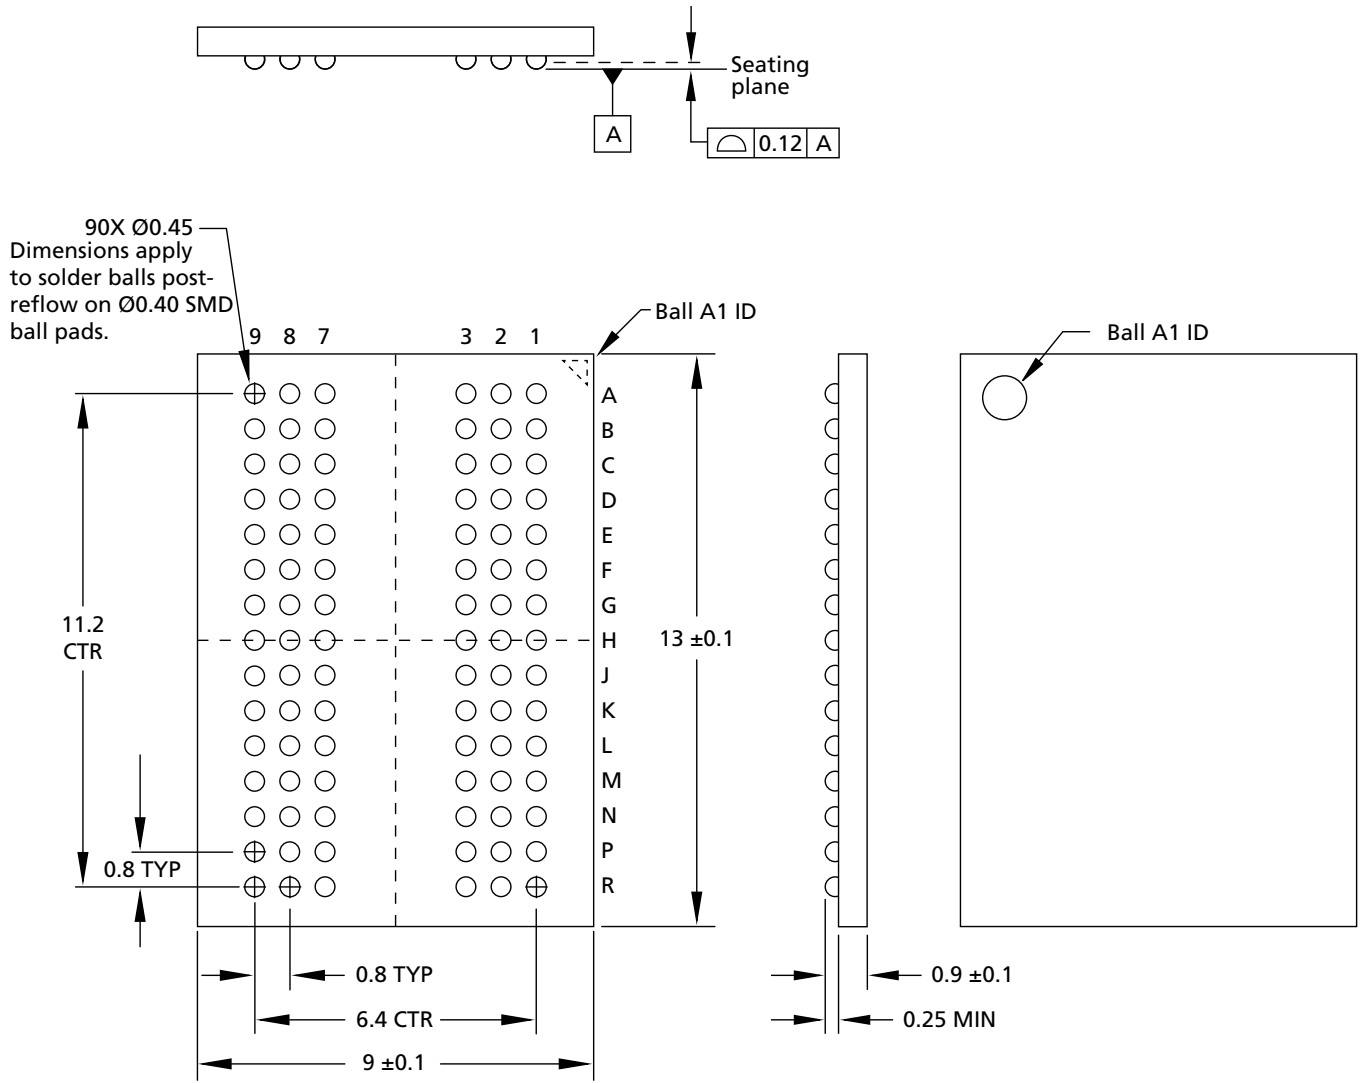 Seating
plane
A
0.12 A
90X Ø0.45
Dimensions apply
to solder balls post-
reflow on Ø0.40 SMD
ball pads.
Ball A1 ID
Ball A1 ID
9 8 7 3 2 1
A
B
C
D
E
F
G
H
J
K
L
M
N
P
R
11.2
CTR
13 ±0.1
0.8 TYP
0.8 TYP
0.9 ±0.1
6.4 CTR
0.25 MIN
9 ±0.1